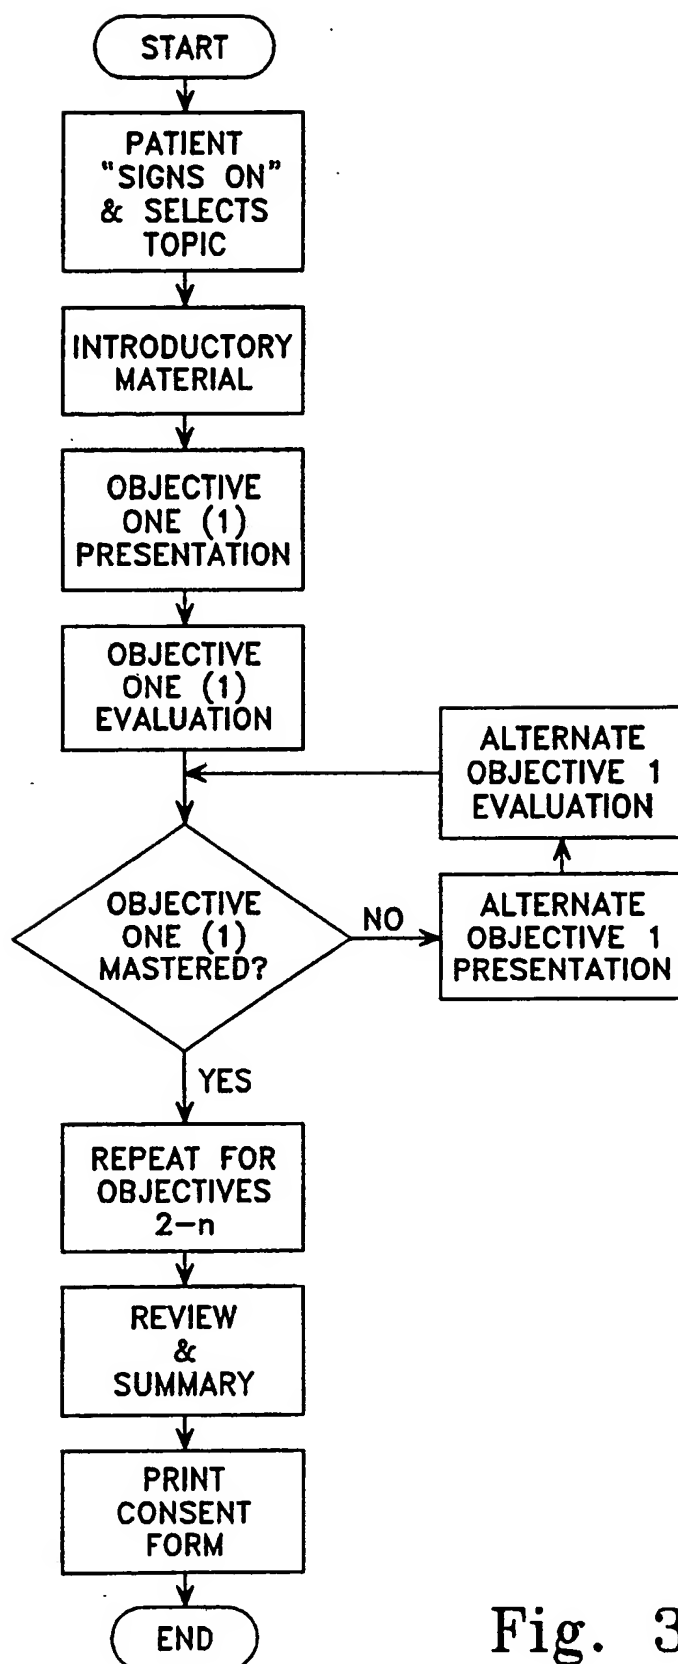 START
PATIENT
"SIGNS ON"
& SELECTS
TOPIC
INTRODUCTORY
MATERIAL
OBJECTIVE
ONE (1)
PRESENTATION
OBJECTIVE
ONE (1)
EVALUATION
OBJECTIVE
ONE (1)
MASTERED?
NO
ALTERNATE
OBJECTIVE 1
PRESENTATION
ALTERNATE
OBJECTIVE 1
EVALUATION
YES
REPEAT FOR
OBJECTIVES
2-n
REVIEW
&
SUMMARY
PRINT
CONSENT
FORM
END
Fig. 3